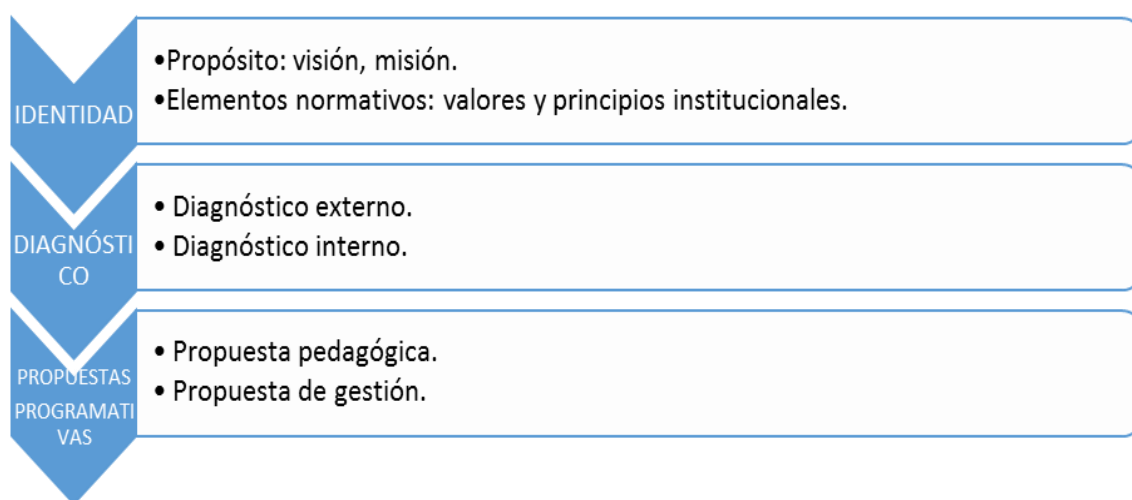 IDENTIDAD
•Propósito: visión, misión.
•Elementos normativos: valores y principios institucionales.
DIAGNÓSTI
CO
• Diagnóstico externo.
• Diagnóstico interno.
PROPUESTAS
PROGRAMATI
VAS
• Propuesta pedagógica.
• Propuesta de gestión.